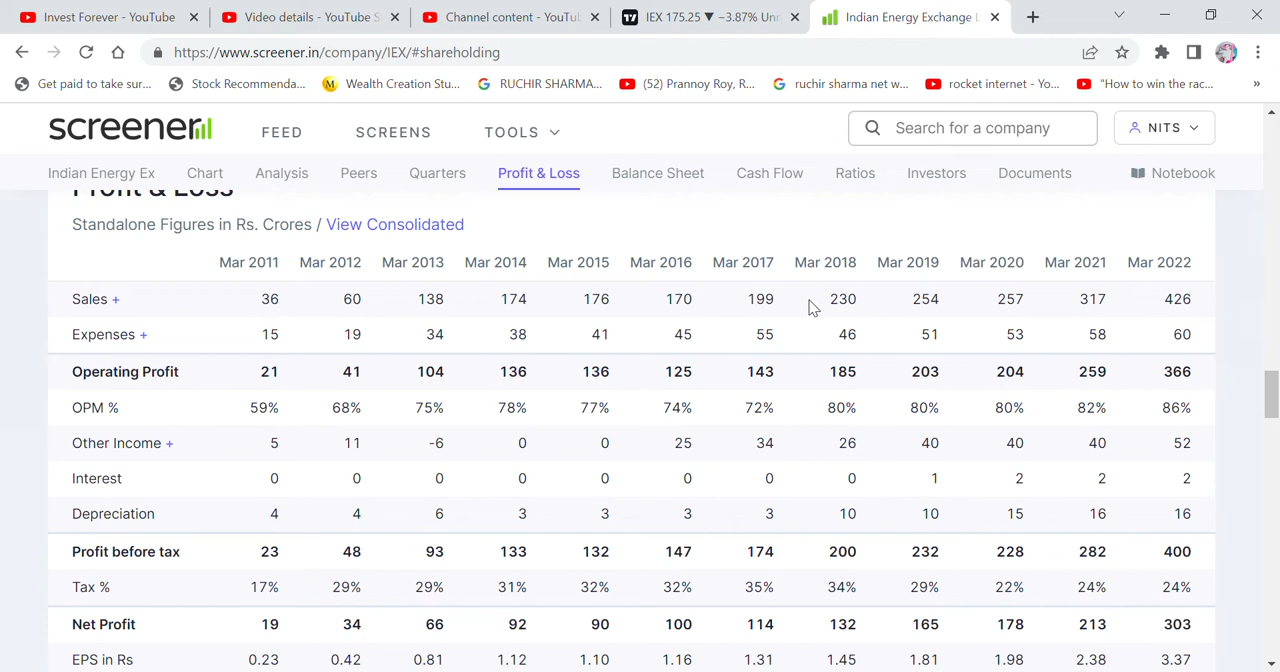 Invest Forever - YouTube
Video details - YouTube S
Channel content - YouTu
IEX 175.25 ▼ −3.87% Un
Indian Energy Exchange L
https://www.screener.in/company/IEX/#shareholding
Get paid to take sur...
Stock Recommenda...
Wealth Creation Stu...
RUCHIR SHARMA...
(52) Prannoy Roy, R...
ruchir sharma net w...
rocket internet - Yo...
"How to win the rac...
»
screener
FEED
SCREENS
TOOLS
Search for a company
NITS
Indian Energy Ex
Chart
Analysis
Peers
Quarters
Profit & Loss
Balance Sheet
Cash Flow
Ratios
Investors
Documents
Notebook
Profit & Loss
Standalone Figures in Rs. Crores / View Consolidated
Mar 2011 Mar 2012 Mar 2013 Mar 2014 Mar 2015 Mar 2016 Mar 2017 Mar 2018 Mar 2019 Mar 2020 Mar 2021 Mar 2022
Sales + 36 60 138 174 176 170 199 230 254 257 317 426
Expenses + 15 19 34 38 41 45 55 46 51 53 58 60
Operating Profit 21 41 104 136 136 125 143 185 203 204 259 366
OPM % 59% 68% 75% 78% 77% 74% 72% 80% 80% 80% 82% 86%
Other Income + 5 11 -6 0 0 25 34 26 40 40 40 52
Interest 0 0 0 0 0 0 0 0 1 2 2 2
Depreciation 4 4 6 3 3 3 3 10 10 15 16 16
Profit before tax 23 48 93 133 132 147 174 200 232 228 282 400
Tax % 17% 29% 29% 31% 32% 32% 35% 34% 29% 22% 24% 24%
Net Profit 19 34 66 92 90 100 114 132 165 178 213 303
EPS in Rs 0.23 0.42 0.81 1.12 1.10 1.16 1.31 1.45 1.81 1.98 2.38 3.37